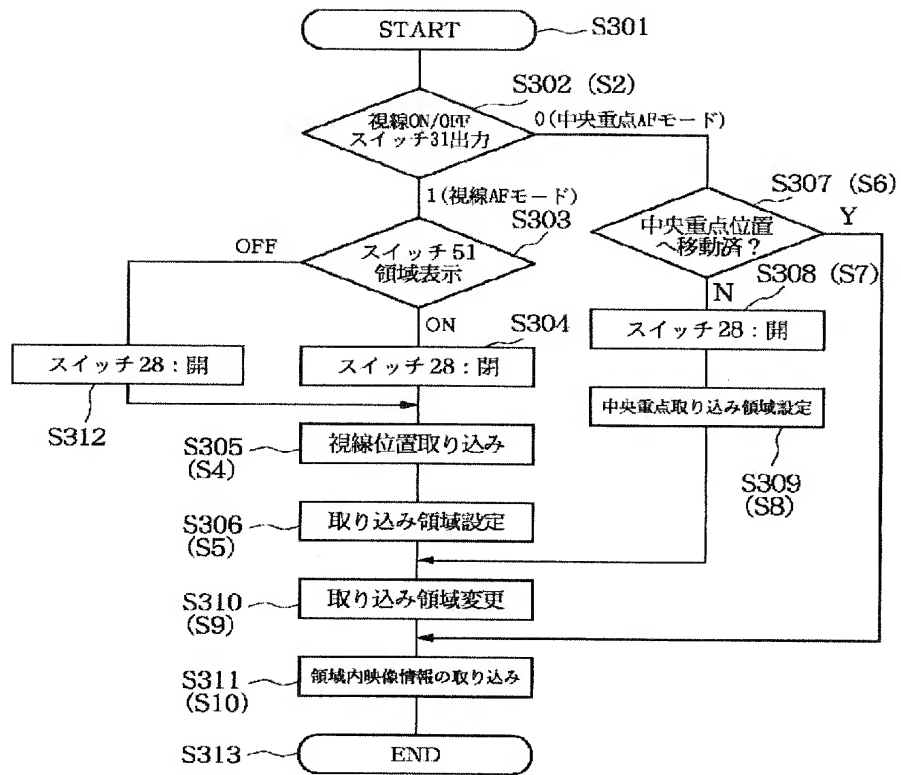 START
S301
S302 (S2)
視線ON/OFF
スイッチ31出力
0(中央重点AFモード)
1(視線AFモード)
S307 (S6)
中央重点位置
へ移動済?
Y
N
S303
スイッチ51
領域表示
OFF
ON
S308 (S7)
スイッチ28:開
S304
スイッチ28:閉
スイッチ28:開
S312
中央重点取り込み領域設定
S309
(S8)
視線位置取り込み
S305
(S4)
取り込み領域設定
S306
(S5)
取り込み領域変更
S310
(S9)
領域内映像情報の取り込み
S311
(S10)
S313
END